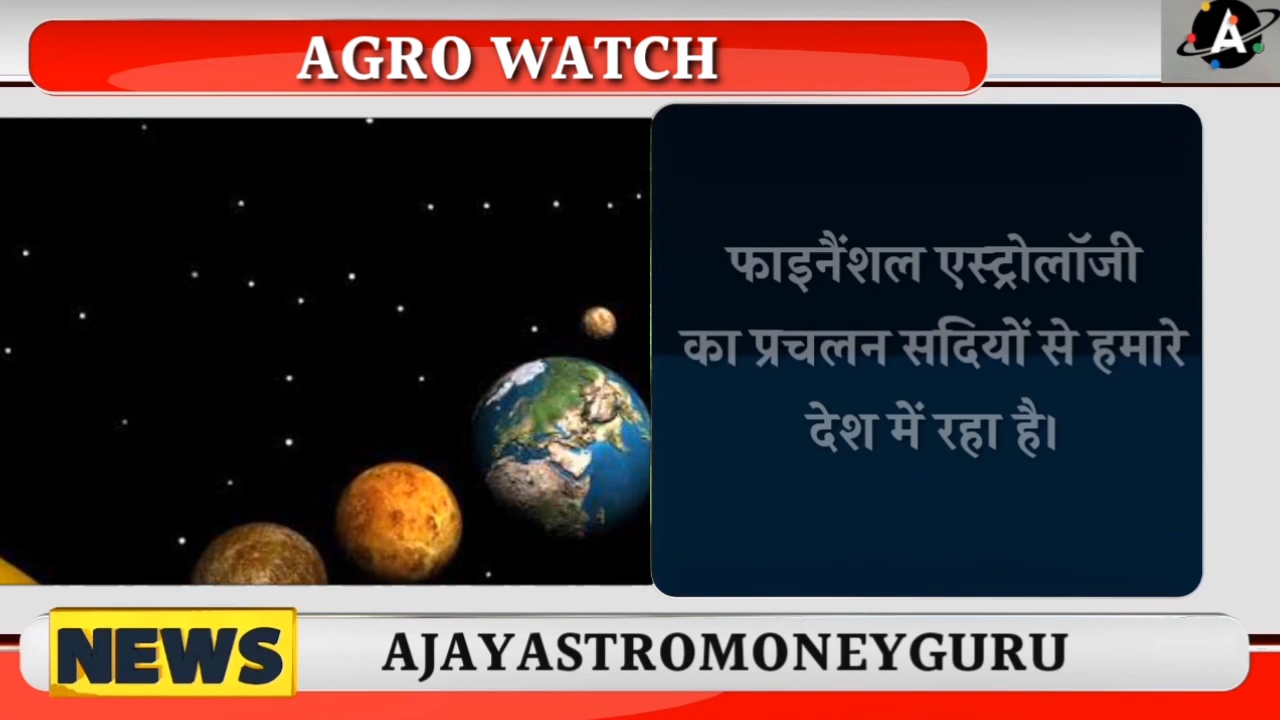 AGRO WATCH
A
फाइनैंशल एस्ट्रोलॉजी
का प्रचलन सदियों से हमारे
देश में रहा है।
NEWS
AJAYASTROMONEYGURU